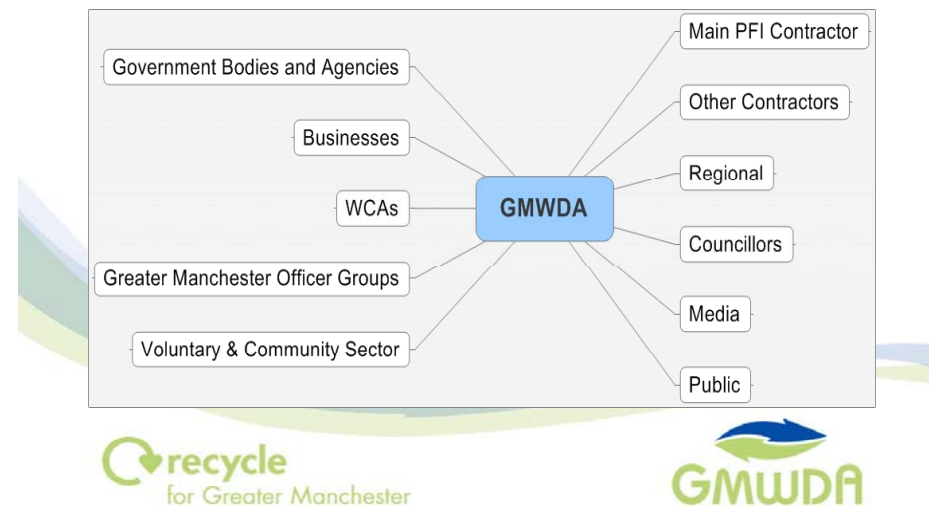 Main PFI Contractor
Government Bodies and Agencies
Other Contractors
Businesses
Regional
WCAs
GMWDA
Councillors
Greater Manchester Officer Groups
Media
Voluntary & Community Sector
Public
recycle
for Greater Manchester
GMWDA